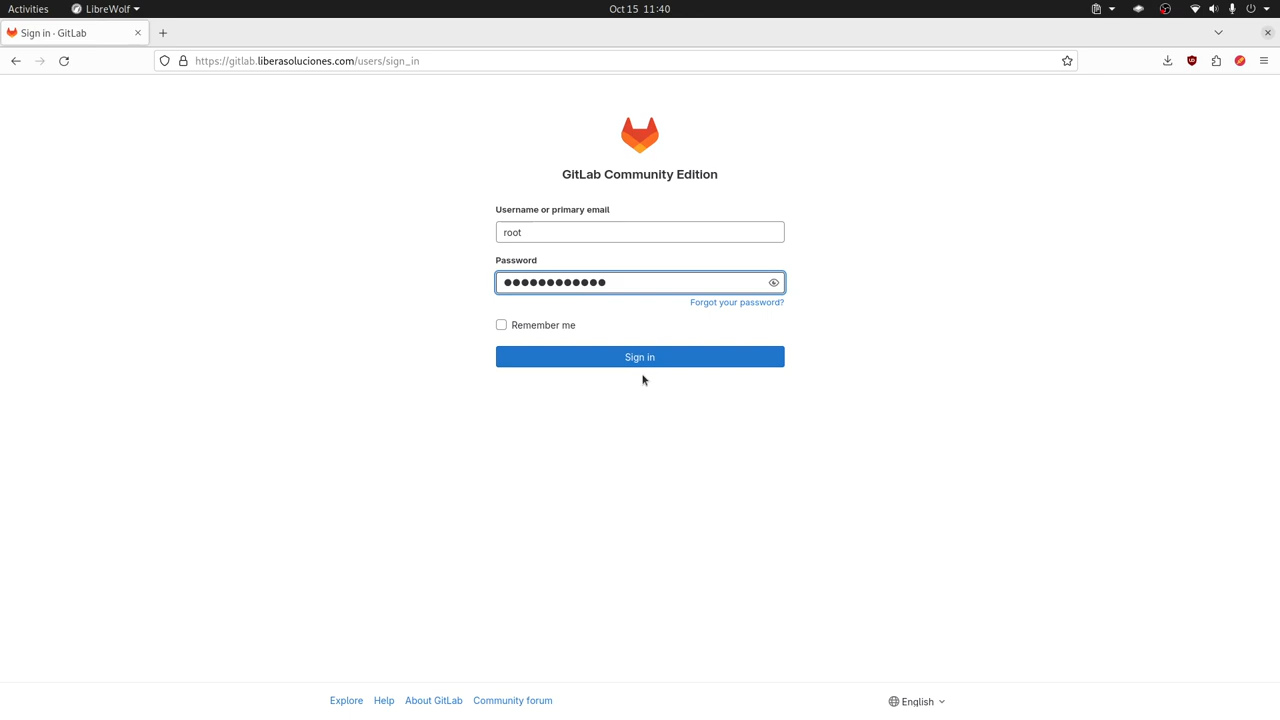 Activities LibreWolf Oct 15 11:40
Sign in · GitLab
https://gitlab.liberasoluciones.com/users/sign_in
GitLab Community Edition
Username or primary email
root
Password
●●●●●●●●●●●●
Forgot your password?
Remember me
Sign in
Explore Help About GitLab Community forum English